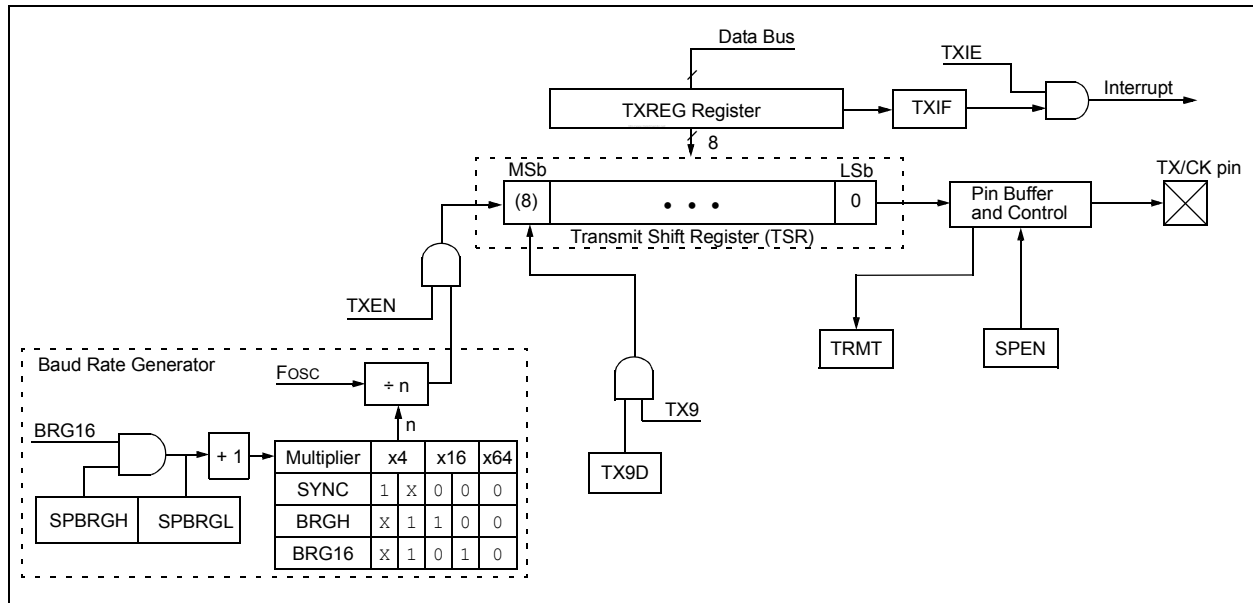 Data Bus
TXIE
Interrupt
TXREG Register
TXIF
8
MSb
LSb
TX/CK pin
(8)
• • •
0
Pin Buffer
and Control
Transmit Shift Register (TSR)
TXEN
TRMT
SPEN
Baud Rate Generator
FOSC
÷ n
TX9
n
BRG16
+ 1
Multiplier x4 x16 x64
TX9D
SYNC 1 X 0 0 0
SPBRGH SPBRGL
BRGH X 1 1 0 0
BRG16 X 1 0 1 0